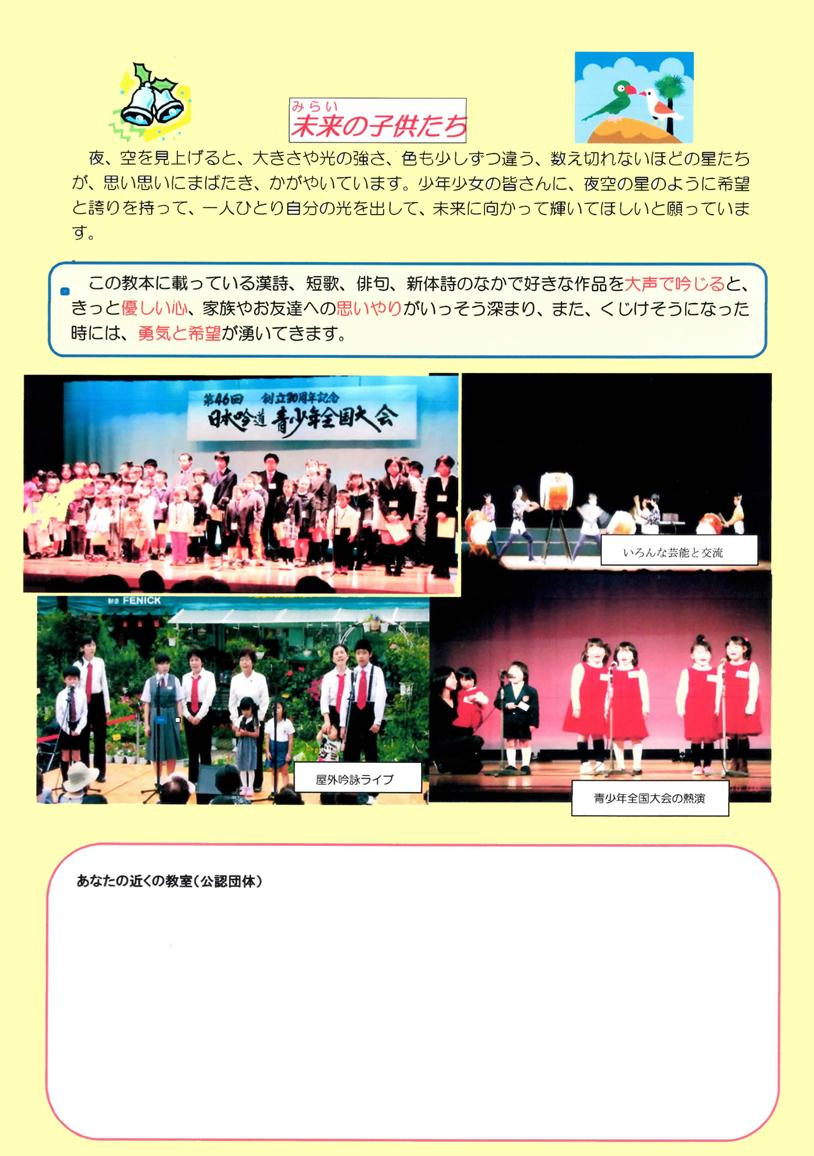 みらい
未来の子供たち
夜、空を見上げると、大きさや光の強さ、色も少しずつ違う、数え切れないほどの星たち
が、思い思いにまばたき、かがやいています。少年少女の皆さんに、夜空の星のように希望
と誇りを持って、一人ひとり自分の光を出して、未来に向かって輝いてほしいと願っていま
す。
この教本に載っている漢詩、短歌、俳句、新体詩のなかで好きな作品を大声で吟じると、
きっと優しい心、家族やお友達への思いやりがいっそう深まり、また、くじけそうになった
時には、勇気と希望が湧いてきます。
第46回 創立30周年記念
日本吟道 青少年全国大会
いろんな芸能と交流
FENICK
屋外吟詠ライブ
青少年全国大会の熱演
あなたの近くの教室(公認団体)